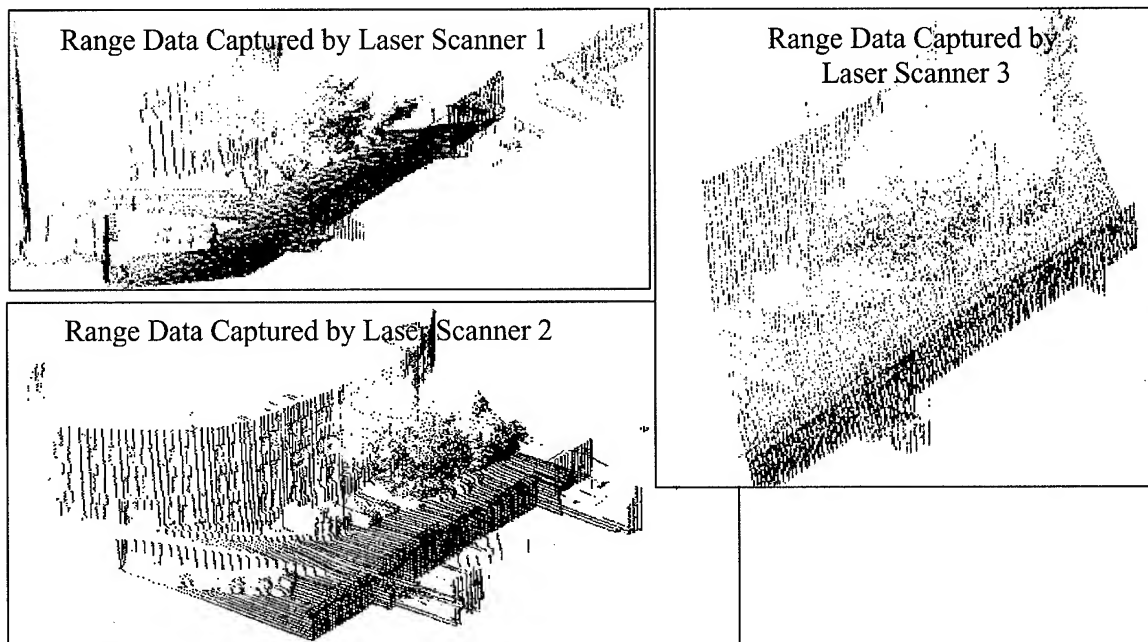 Range Data Captured by Laser Scanner 1
Range Data Captured by
Laser Scanner 3
Range Data Captured by Laser Scanner 2